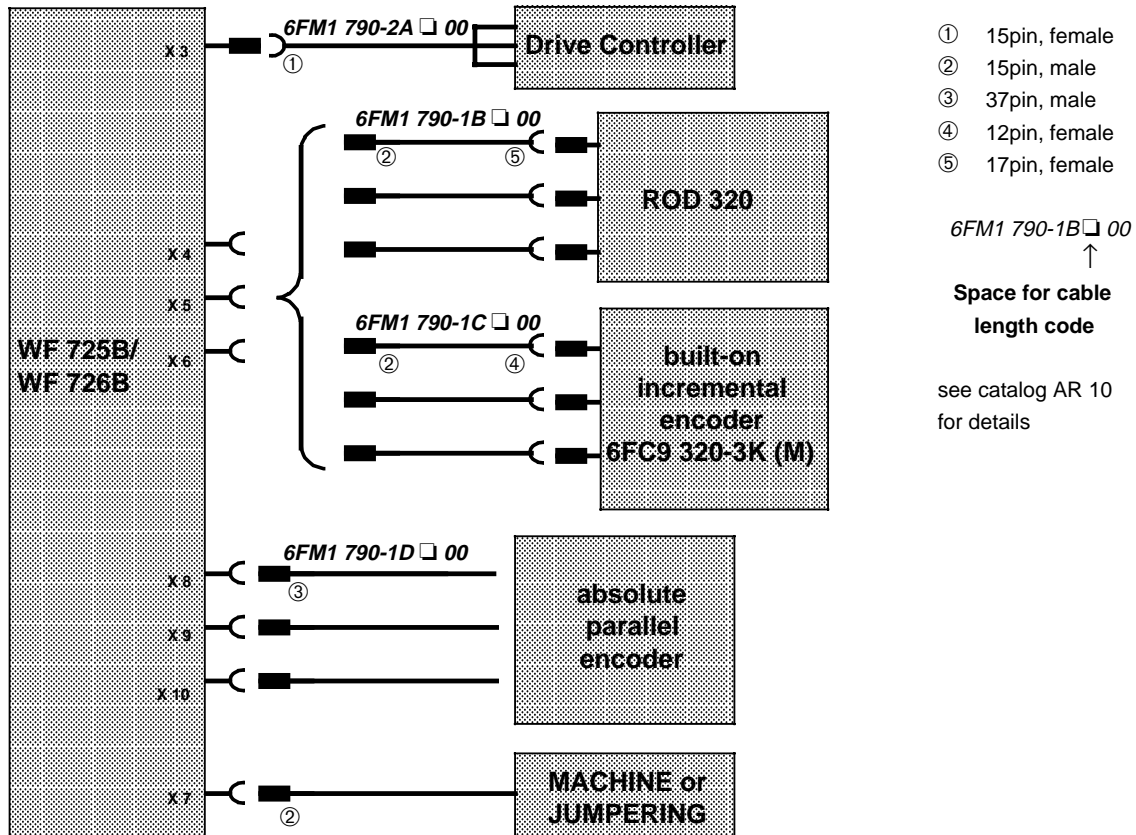 6FM1 790-2A ❏ 00
X 3
①
Drive Controller
6FM1 790-1B ❏ 00
②
⑤
ROD 320
X 4
X 5
X 6
WF 725B/
WF 726B
6FM1 790-1C ❏ 00
②
④
built-on
incremental
encoder
6FC9 320-3K (M)
6FM1 790-1D ❏ 00
X 8
③
X 9
X 10
absolute
parallel
encoder
X 7
②
MACHINE or
JUMPERING
① 15pin, female
② 15pin, male
③ 37pin, male
④ 12pin, female
⑤ 17pin, female
6FM1 790-1B❏ 00
↑
Space for cable
length code
see catalog AR 10
for details